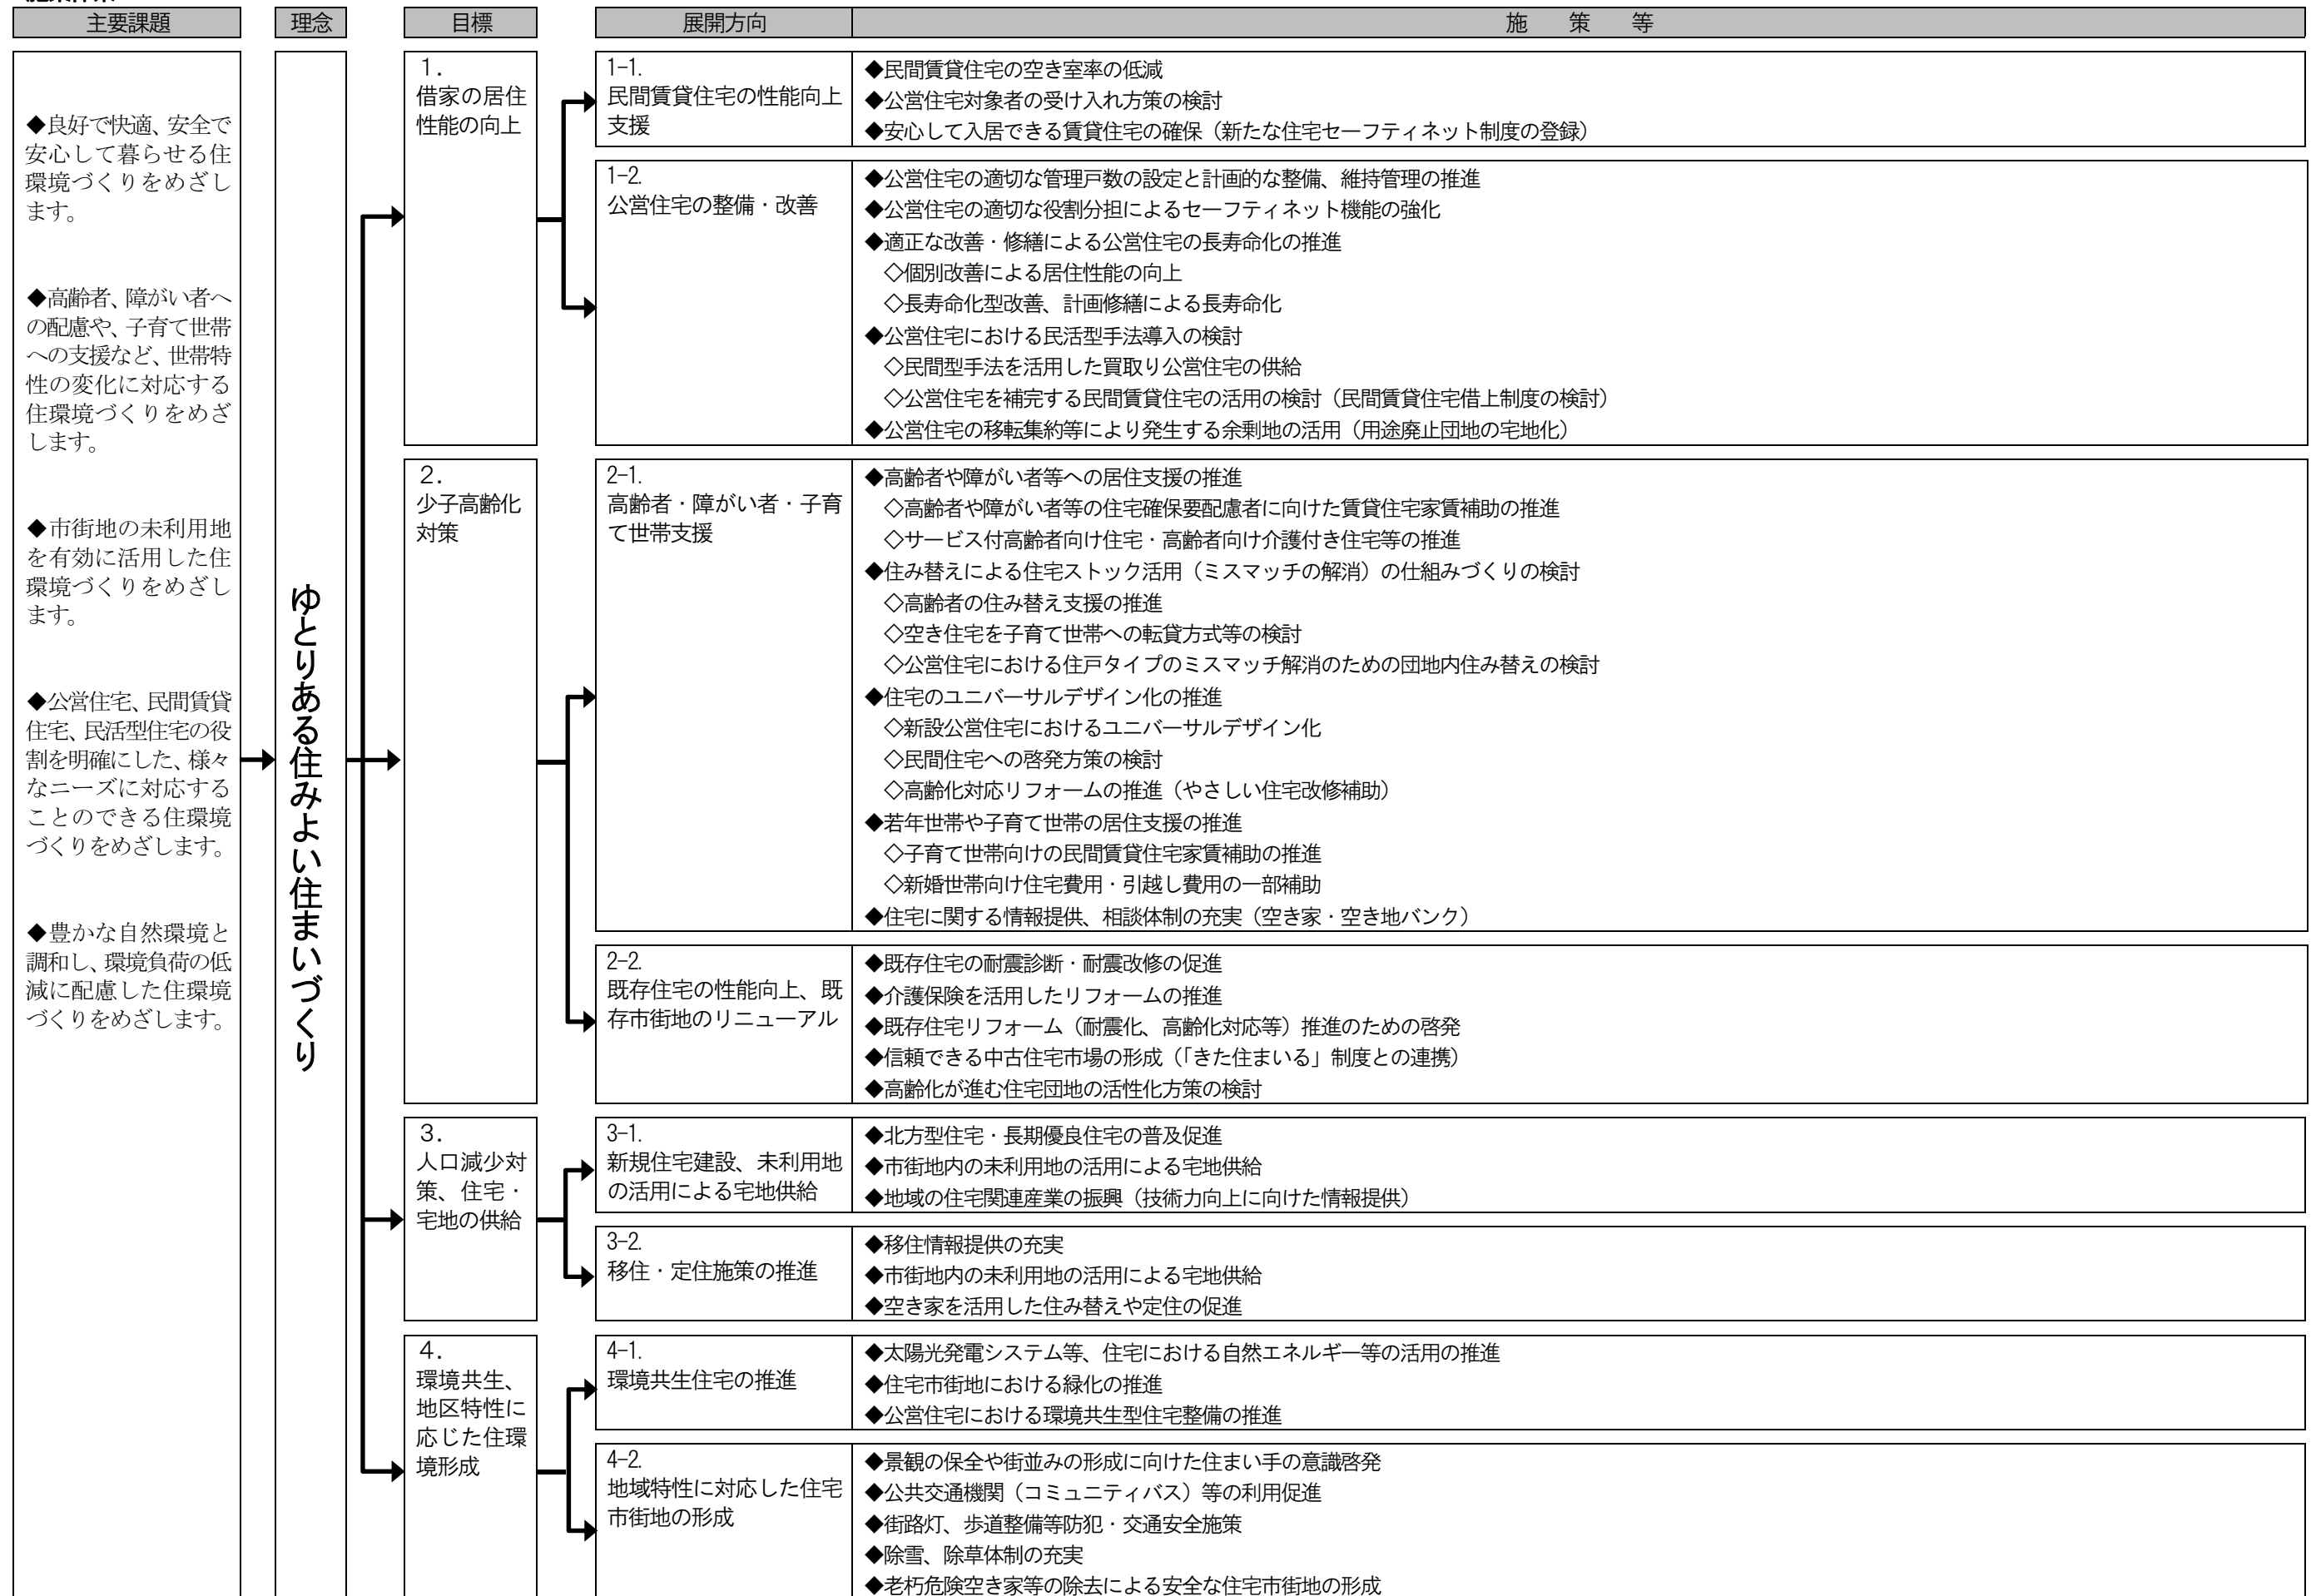 主要課題
理念
目標
展開方向
施　策　等
◆良好で快適、安全で
安心して暮らせる住
環境づくりをめざし
ます。
◆高齢者、障がい者へ
の配慮や、子育て世帯
への支援など、世帯特
性の変化に対応する
住環境づくりをめざ
します。
◆市街地の未利用地
を有効に活用した住
環境づくりをめざし
ます。
◆公営住宅、民間賃貸
住宅、民活型住宅の役
割を明確にした、様々
なニーズに対応する
ことのできる住環境
づくりをめざします。
◆豊かな自然環境と
調和し、環境負荷の低
減に配慮した住環境
づくりをめざします。
ゆとりある住みよい住まいづくり
1．
借家の居住
性能の向上
1-1.
民間賃貸住宅の性能向上
支援
◆民間賃貸住宅の空き室率の低減
◆公営住宅対象者の受け入れ方策の検討
◆安心して入居できる賃貸住宅の確保（新たな住宅セーフティネット制度の登録）
1-2.
公営住宅の整備・改善
◆公営住宅の適切な管理戸数の設定と計画的な整備、維持管理の推進
◆公営住宅の適切な役割分担によるセーフティネット機能の強化
◆適正な改善・修繕による公営住宅の長寿命化の推進
◇個別改善による居住性能の向上
◇長寿命化型改善、計画修繕による長寿命化
◆公営住宅における民活型手法導入の検討
◇民間型手法を活用した買取り公営住宅の供給
◇公営住宅を補完する民間賃貸住宅の活用の検討（民間賃貸住宅借上制度の検討）
◆公営住宅の移転集約等により発生する余剰地の活用（用途廃止団地の宅地化）
2．
少子高齢化
対策
2-1.
高齢者・障がい者・子育
て世帯支援
◆高齢者や障がい者等への居住支援の推進
◇高齢者や障がい者等の住宅確保要配慮者に向けた賃貸住宅家賃補助の推進
◇サービス付高齢者向け住宅・高齢者向け介護付き住宅等の推進
◆住み替えによる住宅ストック活用（ミスマッチの解消）の仕組みづくりの検討
◇高齢者の住み替え支援の推進
◇空き住宅を子育て世帯への転貸方式等の検討
◇公営住宅における住戸タイプのミスマッチ解消のための団地内住み替えの検討
◆住宅のユニバーサルデザイン化の推進
◇新設公営住宅におけるユニバーサルデザイン化
◇民間住宅への啓発方策の検討
◇高齢化対応リフォームの推進（やさしい住宅改修補助）
◆若年世帯や子育て世帯の居住支援の推進
◇子育て世帯向けの民間賃貸住宅家賃補助の推進
◇新婚世帯向け住宅費用・引越し費用の一部補助
◆住宅に関する情報提供、相談体制の充実（空き家・空き地バンク）
2-2.
既存住宅の性能向上、既
存市街地のリニューアル
◆既存住宅の耐震診断・耐震改修の促進
◆介護保険を活用したリフォームの推進
◆既存住宅リフォーム（耐震化、高齢化対応等）推進のための啓発
◆信頼できる中古住宅市場の形成（「きた住まいる」制度との連携）
◆高齢化が進む住宅団地の活性化方策の検討
3．
人口減少対
策、住宅・
宅地の供給
3-1.
新規住宅建設、未利用地
の活用による宅地供給
◆北方型住宅・長期優良住宅の普及促進
◆市街地内の未利用地の活用による宅地供給
◆地域の住宅関連産業の振興（技術力向上に向けた情報提供）
3-2.
移住・定住施策の推進
◆移住情報提供の充実
◆市街地内の未利用地の活用による宅地供給
◆空き家を活用した住み替えや定住の促進
4．
環境共生、
地区特性に
応じた住環
境形成
4-1.
環境共生住宅の推進
◆太陽光発電システム等、住宅における自然エネルギー等の活用の推進
◆住宅市街地における緑化の推進
◆公営住宅における環境共生型住宅整備の推進
4-2.
地域特性に対応した住宅
市街地の形成
◆景観の保全や街並みの形成に向けた住まい手の意識啓発
◆公共交通機関（コミュニティバス）等の利用促進
◆街路灯、歩道整備等防犯・交通安全施策
◆除雪、除草体制の充実
◆老朽危険空き家等の除去による安全な住宅市街地の形成